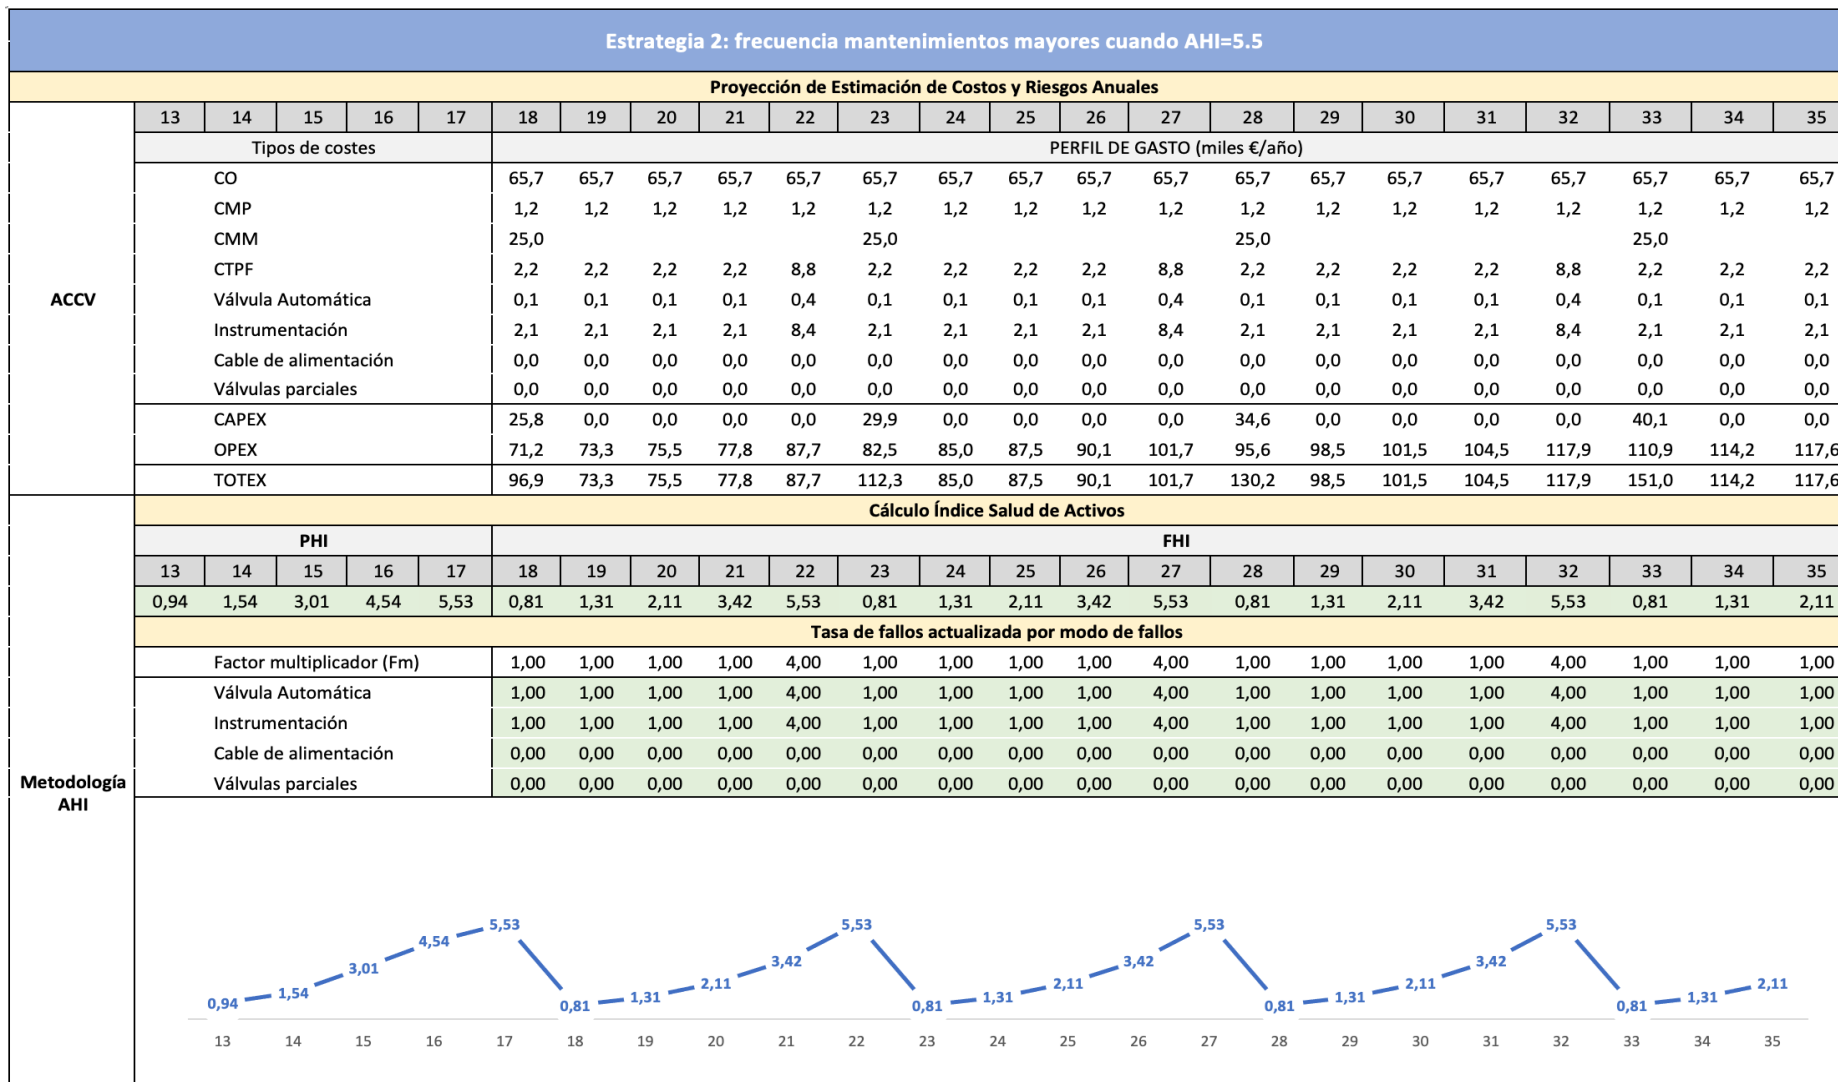 Estrategia 2: frecuencia mantenimientos mayores cuando AHI=5.5
Proyección de Estimación de Costos y Riesgos Anuales
13 14 15 16 17 18 19 20 21 22 23 24 25 26 27 28 29 30 31 32 33 34 35
Tipos de costes PERFIL DE GASTO (miles €/año)
CO 65,7 65,7 65,7 65,7 65,7 65,7 65,7 65,7 65,7 65,7 65,7 65,7 65,7 65,7 65,7 65,7 65,7 65,7
CMP 1,2 1,2 1,2 1,2 1,2 1,2 1,2 1,2 1,2 1,2 1,2 1,2 1,2 1,2 1,2 1,2 1,2 1,2
CMM 25,0 25,0 25,0 25,0
CTPF 2,2 2,2 2,2 2,2 8,8 2,2 2,2 2,2 2,2 8,8 2,2 2,2 2,2 2,2 8,8 2,2 2,2 2,2
ACCV Válvula Automática 0,1 0,1 0,1 0,1 0,4 0,1 0,1 0,1 0,1 0,4 0,1 0,1 0,1 0,1 0,4 0,1 0,1 0,1
Instrumentación 2,1 2,1 2,1 2,1 8,4 2,1 2,1 2,1 2,1 8,4 2,1 2,1 2,1 2,1 8,4 2,1 2,1 2,1
Cable de alimentación 0,0 0,0 0,0 0,0 0,0 0,0 0,0 0,0 0,0 0,0 0,0 0,0 0,0 0,0 0,0 0,0 0,0 0,0
Válvulas parciales 0,0 0,0 0,0 0,0 0,0 0,0 0,0 0,0 0,0 0,0 0,0 0,0 0,0 0,0 0,0 0,0 0,0 0,0
CAPEX 25,8 0,0 0,0 0,0 0,0 29,9 0,0 0,0 0,0 0,0 34,6 0,0 0,0 0,0 0,0 40,1 0,0 0,0
OPEX 71,2 73,3 75,5 77,8 87,7 82,5 85,0 87,5 90,1 101,7 95,6 98,5 101,5 104,5 117,9 110,9 114,2 117,6
TOTEX 96,9 73,3 75,5 77,8 87,7 112,3 85,0 87,5 90,1 101,7 130,2 98,5 101,5 104,5 117,9 151,0 114,2 117,6
Cálculo Índice Salud de Activos
PHI FHI
13 14 15 16 17 18 19 20 21 22 23 24 25 26 27 28 29 30 31 32 33 34 35
0,94 1,54 3,01 4,54 5,53 0,81 1,31 2,11 3,42 5,53 0,81 1,31 2,11 3,42 5,53 0,81 1,31 2,11 3,42 5,53 0,81 1,31 2,11
Tasa de fallos actualizada por modo de fallos
Factor multiplicador (Fm) 1,00 1,00 1,00 1,00 4,00 1,00 1,00 1,00 1,00 4,00 1,00 1,00 1,00 1,00 4,00 1,00 1,00 1,00
Válvula Automática 1,00 1,00 1,00 1,00 4,00 1,00 1,00 1,00 1,00 4,00 1,00 1,00 1,00 1,00 4,00 1,00 1,00 1,00
Instrumentación 1,00 1,00 1,00 1,00 4,00 1,00 1,00 1,00 1,00 4,00 1,00 1,00 1,00 1,00 4,00 1,00 1,00 1,00
Cable de alimentación 0,00 0,00 0,00 0,00 0,00 0,00 0,00 0,00 0,00 0,00 0,00 0,00 0,00 0,00 0,00 0,00 0,00 0,00
Válvulas parciales 0,00 0,00 0,00 0,00 0,00 0,00 0,00 0,00 0,00 0,00 0,00 0,00 0,00 0,00 0,00 0,00 0,00 0,00
Metodología
AHI
0,94 1,54 3,01 4,54 5,53 0,81 1,31 2,11 3,42 5,53 0,81 1,31 2,11 3,42 5,53 0,81 1,31 2,11 3,42 5,53 0,81 1,31 2,11
13 14 15 16 17 18 19 20 21 22 23 24 25 26 27 28 29 30 31 32 33 34 35